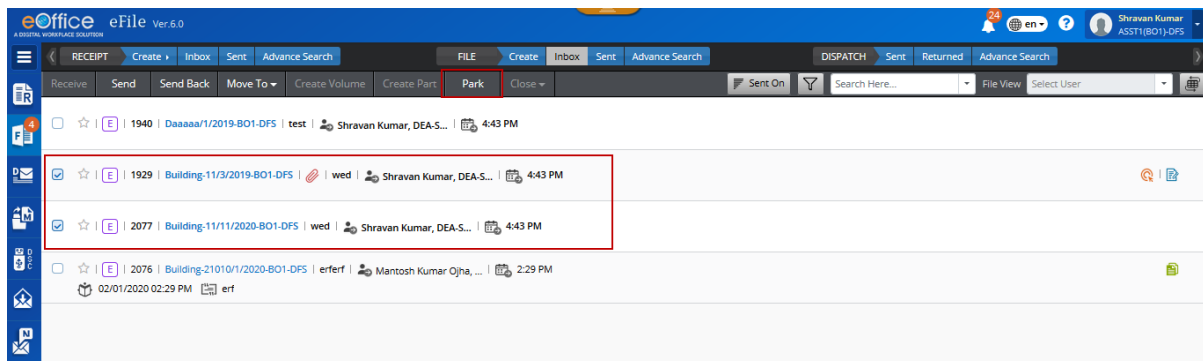 eOffice eFile Ver.6.0 24 en ? Shravan Kumar
A DIGITAL WORKPLACE SOLUTION ASST1(BO1)-DFS
RECEIPT Create Inbox Sent Advance Search FILE Create Inbox Sent Advance Search DISPATCH Sent Returned Advance Search
Receive Send Send Back Move To Create Volume Create Part Park Close Sent On Search Here... File View Select User
R
E | 1940 | Daaaaa/1/2019-BO1-DFS | test | Shravan Kumar, DEA-S... | 4:43 PM
F 4
E | 1929 | Building-11/3/2019-BO1-DFS | wed | Shravan Kumar, DEA-S... | 4:43 PM
D
E | 2077 | Building-11/11/2020-BO1-DFS | wed | Shravan Kumar, DEA-S... | 4:43 PM
M
DSC
E | 2076 | Building-21010/1/2020-BO1-DFS | erferf | Mantosh Kumar Ojha, ... | 2:29 PM
02/01/2020 02:29 PM erf
N